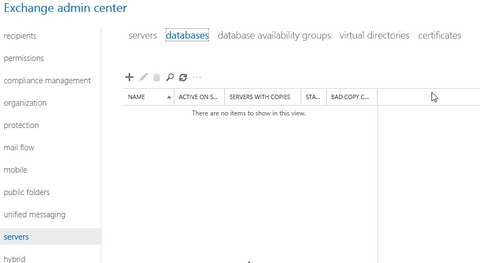 Exchange admin center
recipients
permissions
compliance management
organization
protection
mail flow
mobile
public folders
unified messaging
servers
hybrid
servers databases database availability groups virtual directories certificates
NAME ACTIVE ON S... SERVERS WITH COPIES STA... BAD COPY C...
There are no items to show in this view.